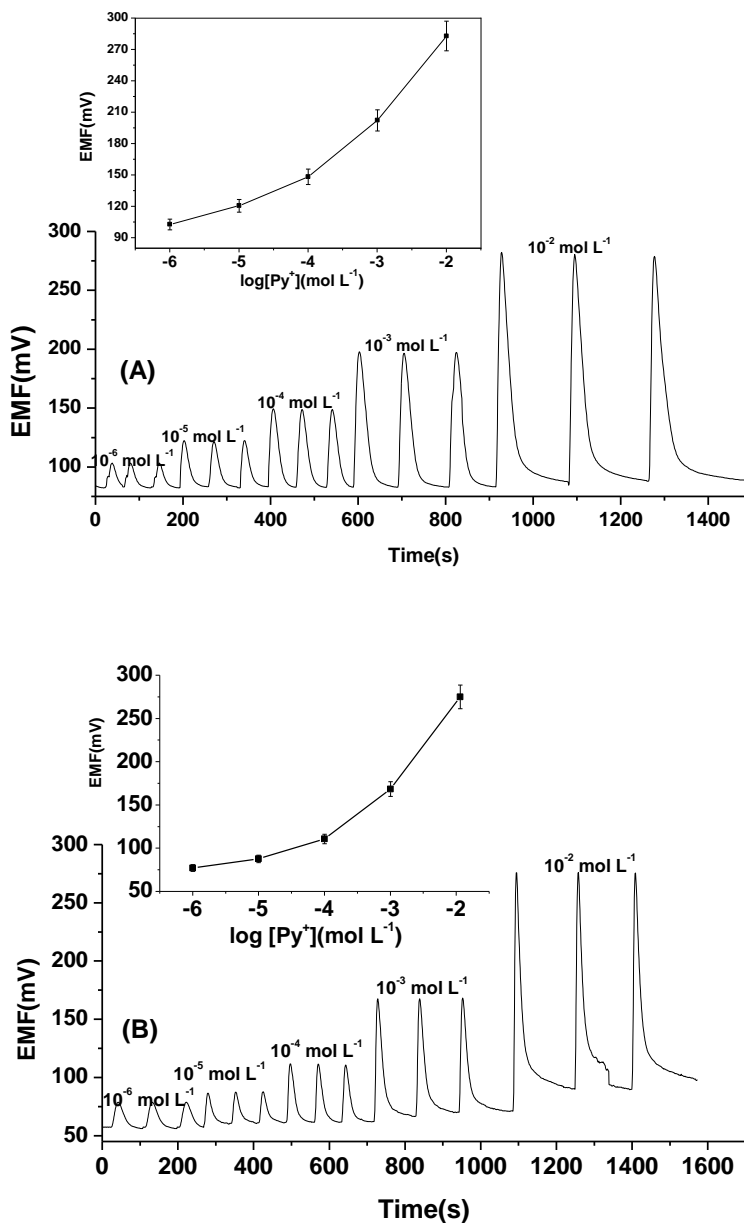 300
270
240
210
180
150
120
90
EMF(mV)
-6 -5 -4 -3 -2
log[Py⁺](mol L⁻¹)
300
250
200
150
100
EMF(mV)
(A)
10⁻⁶ mol L⁻¹
10⁻⁵ mol L⁻¹
10⁻⁴ mol L⁻¹
10⁻³ mol L⁻¹
10⁻² mol L⁻¹
0 200 400 600 800 1000 1200 1400
Time(s)
300
250
200
150
100
50
EMF(mV)
-6 -5 -4 -3 -2
log [Py⁺](mol L⁻¹)
300
250
200
150
100
50
EMF(mV)
(B)
10⁻⁶ mol L⁻¹
10⁻⁵ mol L⁻¹
10⁻⁴ mol L⁻¹
10⁻³ mol L⁻¹
10⁻² mol L⁻¹
0 200 400 600 800 1000 1200 1400 1600
Time(s)